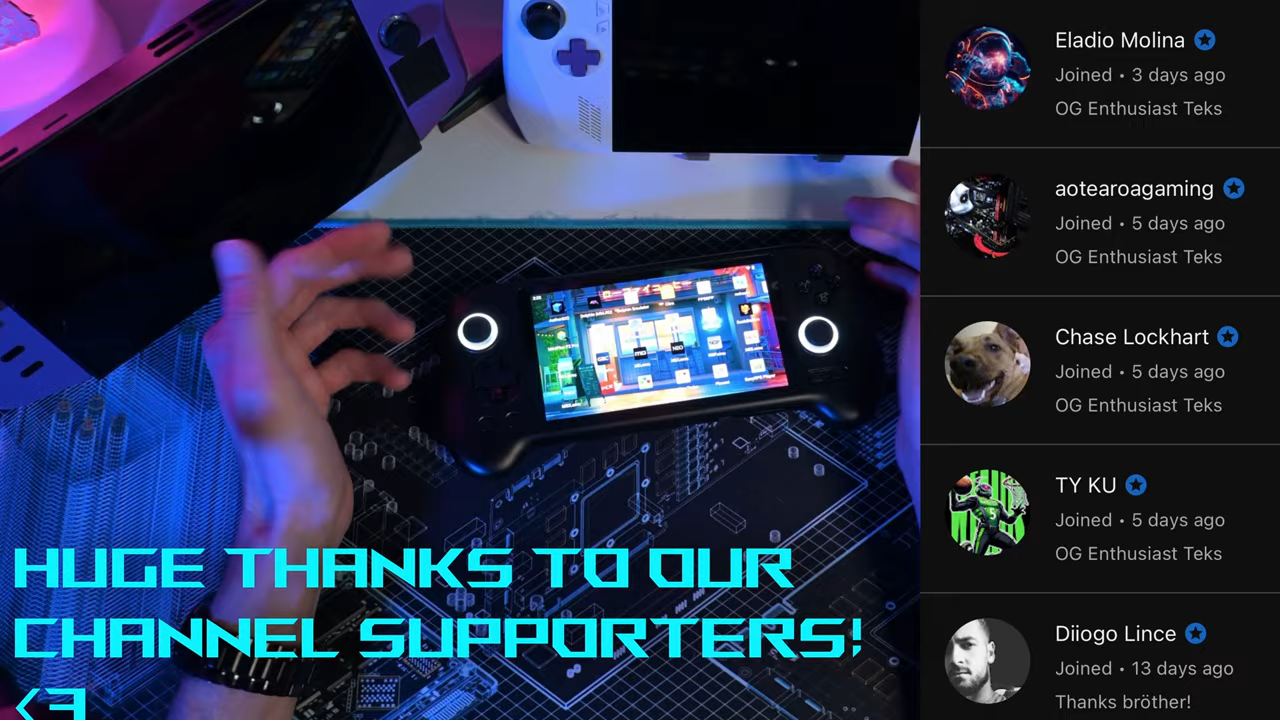 HUGE THANKS TO OUR
CHANNEL SUPPORTERS!
<3
Eladio Molina
Joined • 3 days ago
OG Enthusiast Teks
aotearoagaming
Joined • 5 days ago
OG Enthusiast Teks
Chase Lockhart
Joined • 5 days ago
OG Enthusiast Teks
TY KU
Joined • 5 days ago
OG Enthusiast Teks
Diiogo Lince
Joined • 13 days ago
Thanks bröther!